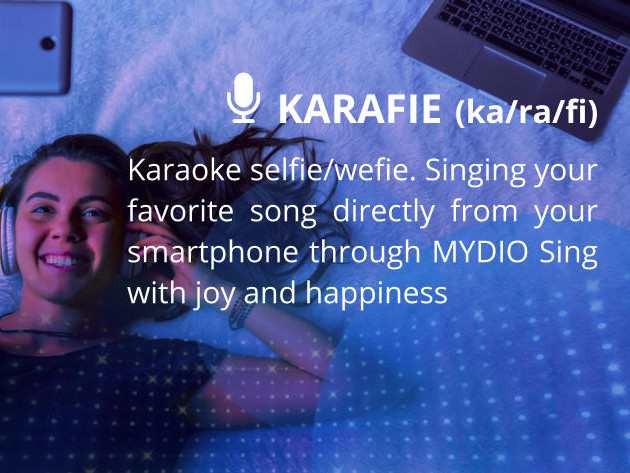 KARAFIE (ka/ra/fi)
Karaoke selfie/wefie. Singing your
favorite song directly from your
smartphone through MYDIO Sing
with joy and happiness